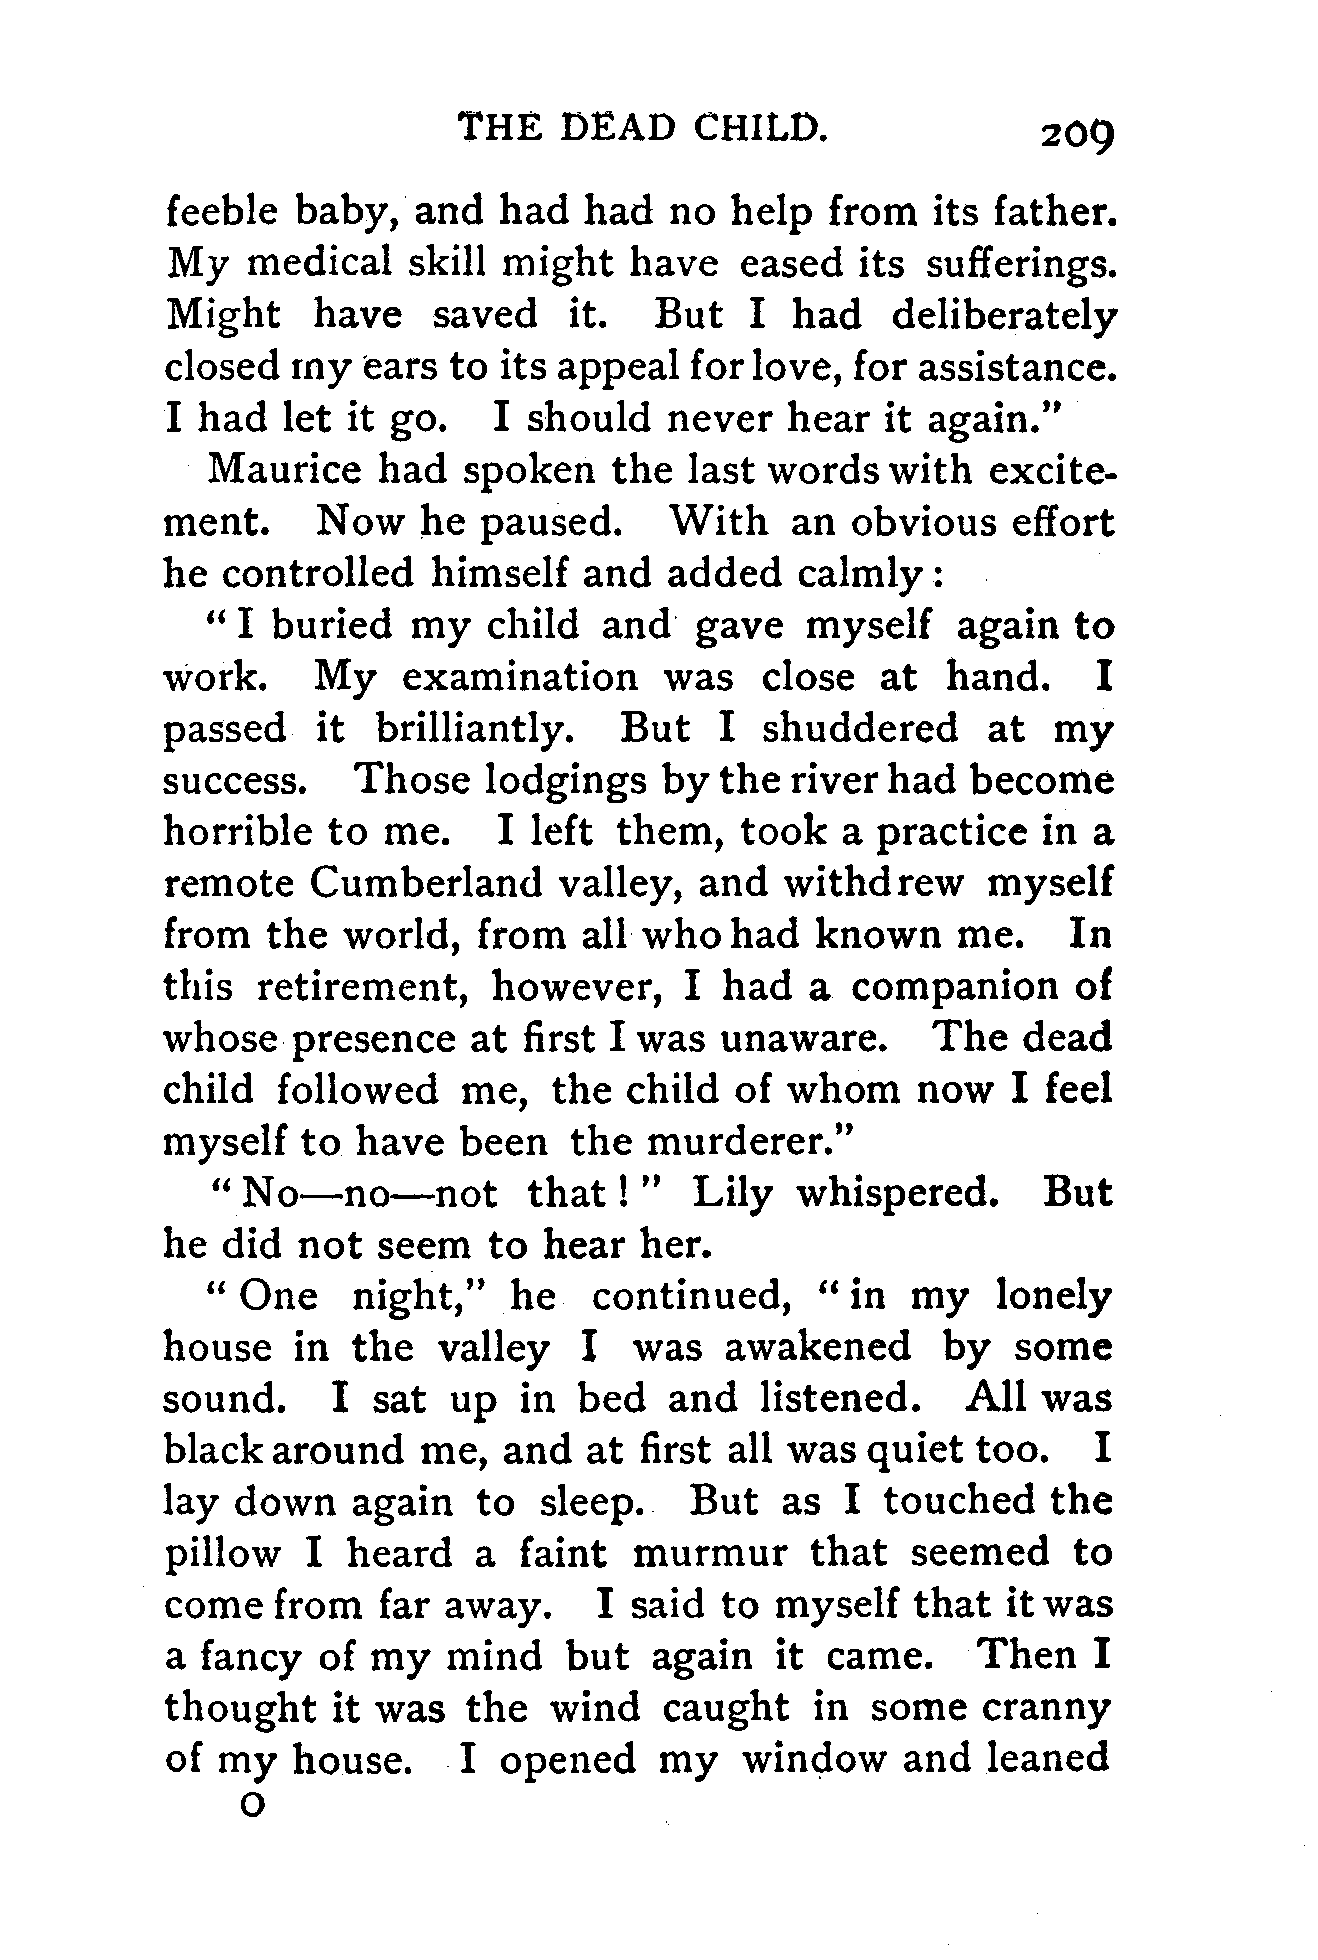 THE DEAD CHILD. 209
feeble baby, and had had no help from its father.
My medical skill might have eased its sufferings.
Might have saved it. But I had deliberately
closed my ears to its appeal for love, for assistance.
I had let it go. I should never hear it again."
Maurice had spoken the last words with excite-
ment. Now he paused. With an obvious effort
he controlled himself and added calmly :
" I buried my child and gave myself again to
work. My examination was close at hand. I
passed it brilliantly. But I shuddered at my
success. Those lodgings by the river had become
horrible to me. I left them, took a practice in a
remote Cumberland valley, and withdrew myself
from the world, from all who had known me. In
this retirement, however, I had a companion of
whose presence at first I was unaware. The dead
child followed me, the child of whom now I feel
myself to have been the murderer."
" No—no—not that ! " Lily whispered. But
he did not seem to hear her.
" One night," he continued, " in my lonely
house in the valley I was awakened by some
sound. I sat up in bed and listened. All was
black around me, and at first all was quiet too. I
lay down again to sleep. But as I touched the
pillow I heard a faint murmur that seemed to
come from far away. I said to myself that it was
a fancy of my mind but again it came. Then I
thought it was the wind caught in some cranny
of my house. I opened my window and leaned
O